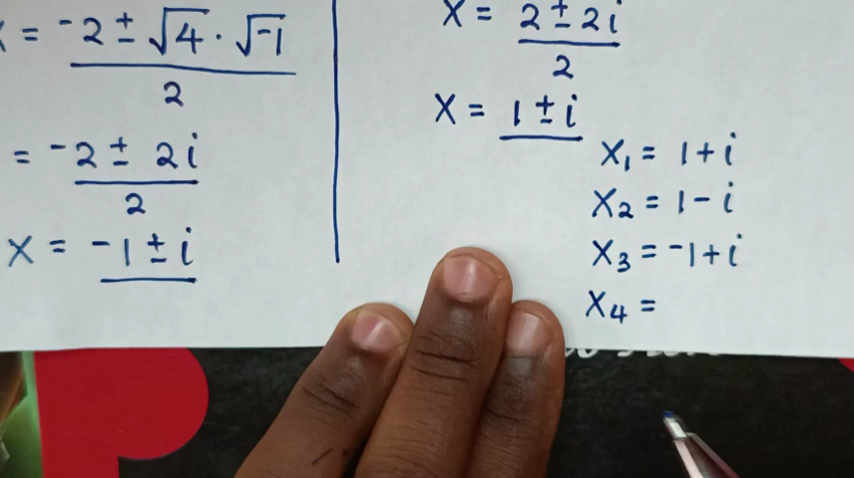 x = -2 ± √4 · √-1
2
= -2 ± 2i
2
x = -1 ± i
x = 2 ± 2i
2
x = 1 ± i
x₁ = 1 + i
x₂ = 1 - i
x₃ = -1 + i
x₄ =